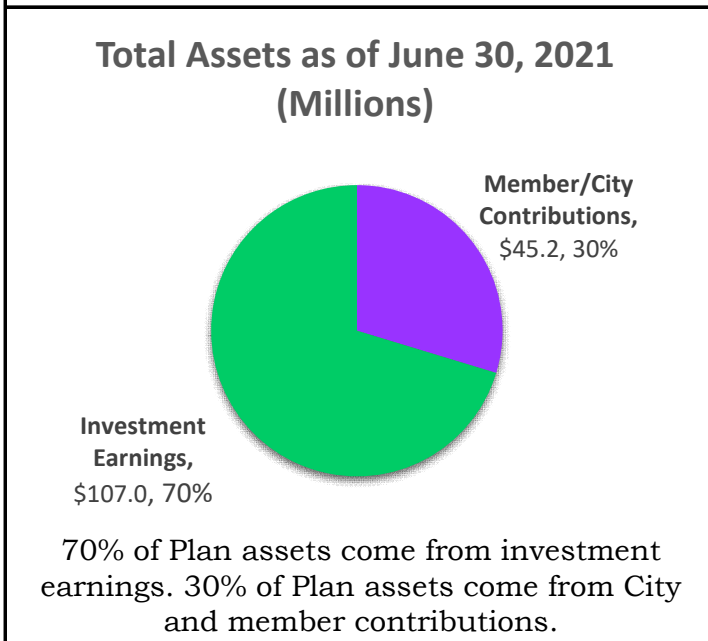 Total Assets as of June 30, 2021
(Millions)
Member/City
Contributions,
$45.2, 30%
Investment
Earnings,
$107.0, 70%
70% of Plan assets come from investment
earnings. 30% of Plan assets come from City
and member contributions.